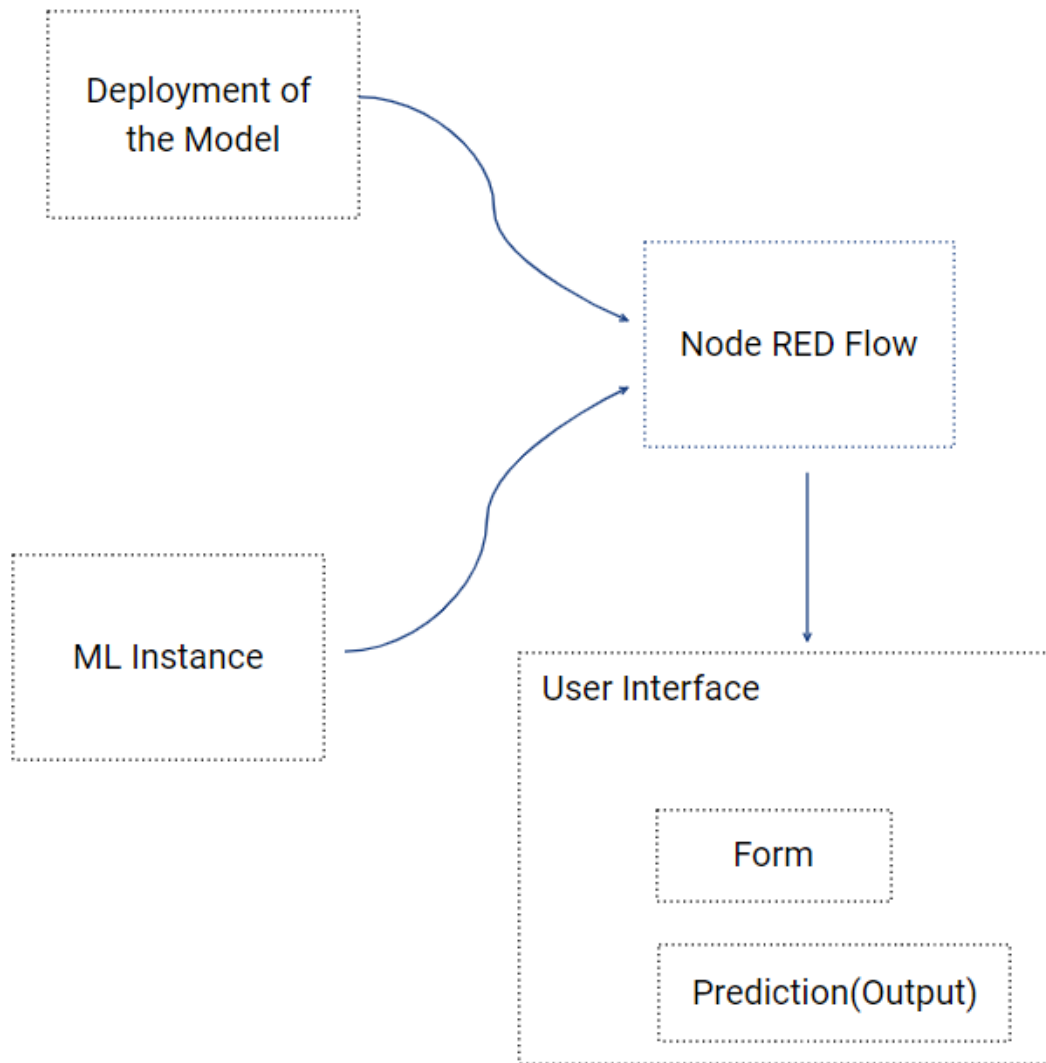 Deployment of
the Model
Node RED Flow
ML Instance
User Interface
Form
Prediction(Output)